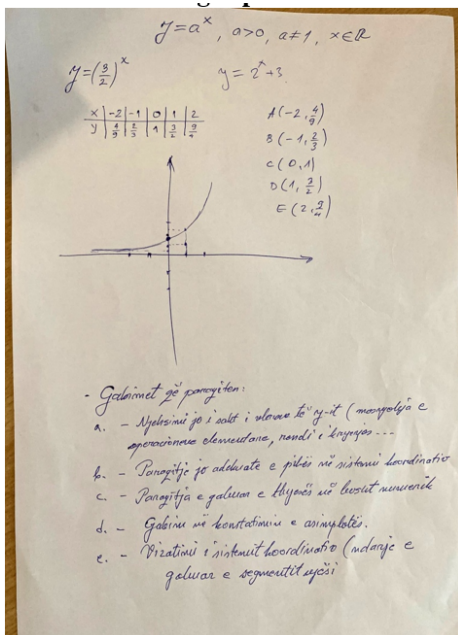 y=a^x, a>0, a≠1, x∈ℝ
y=(3/2)^x y=2^x+3
x | -2 | -1 | 0 | 1 | 2
y | 4/9 | 2/3 | 1 | 3/2 | 9/4
A(-2, 4/9)
B(-1, 2/3)
C(0,1)
D(1, 3/2)
E(2, 9/4)
- Gabimet që paraqiten:
a. - Njehsimi jo i saktë i vlerave të y-it (mosnjohja e
operacioneve elementare, rendi i kryerjes...
b. - Paraqitje jo adekuate e pikës në sistemin koordinativ
c. - Paraqitja e gabuar e thyesës në boshtit numerik
d. - Gabim në konstatimin e asimptotës.
e. - Vizatimi i sistemit koordinativ (ndarje e
gabuar e segmentit njësi